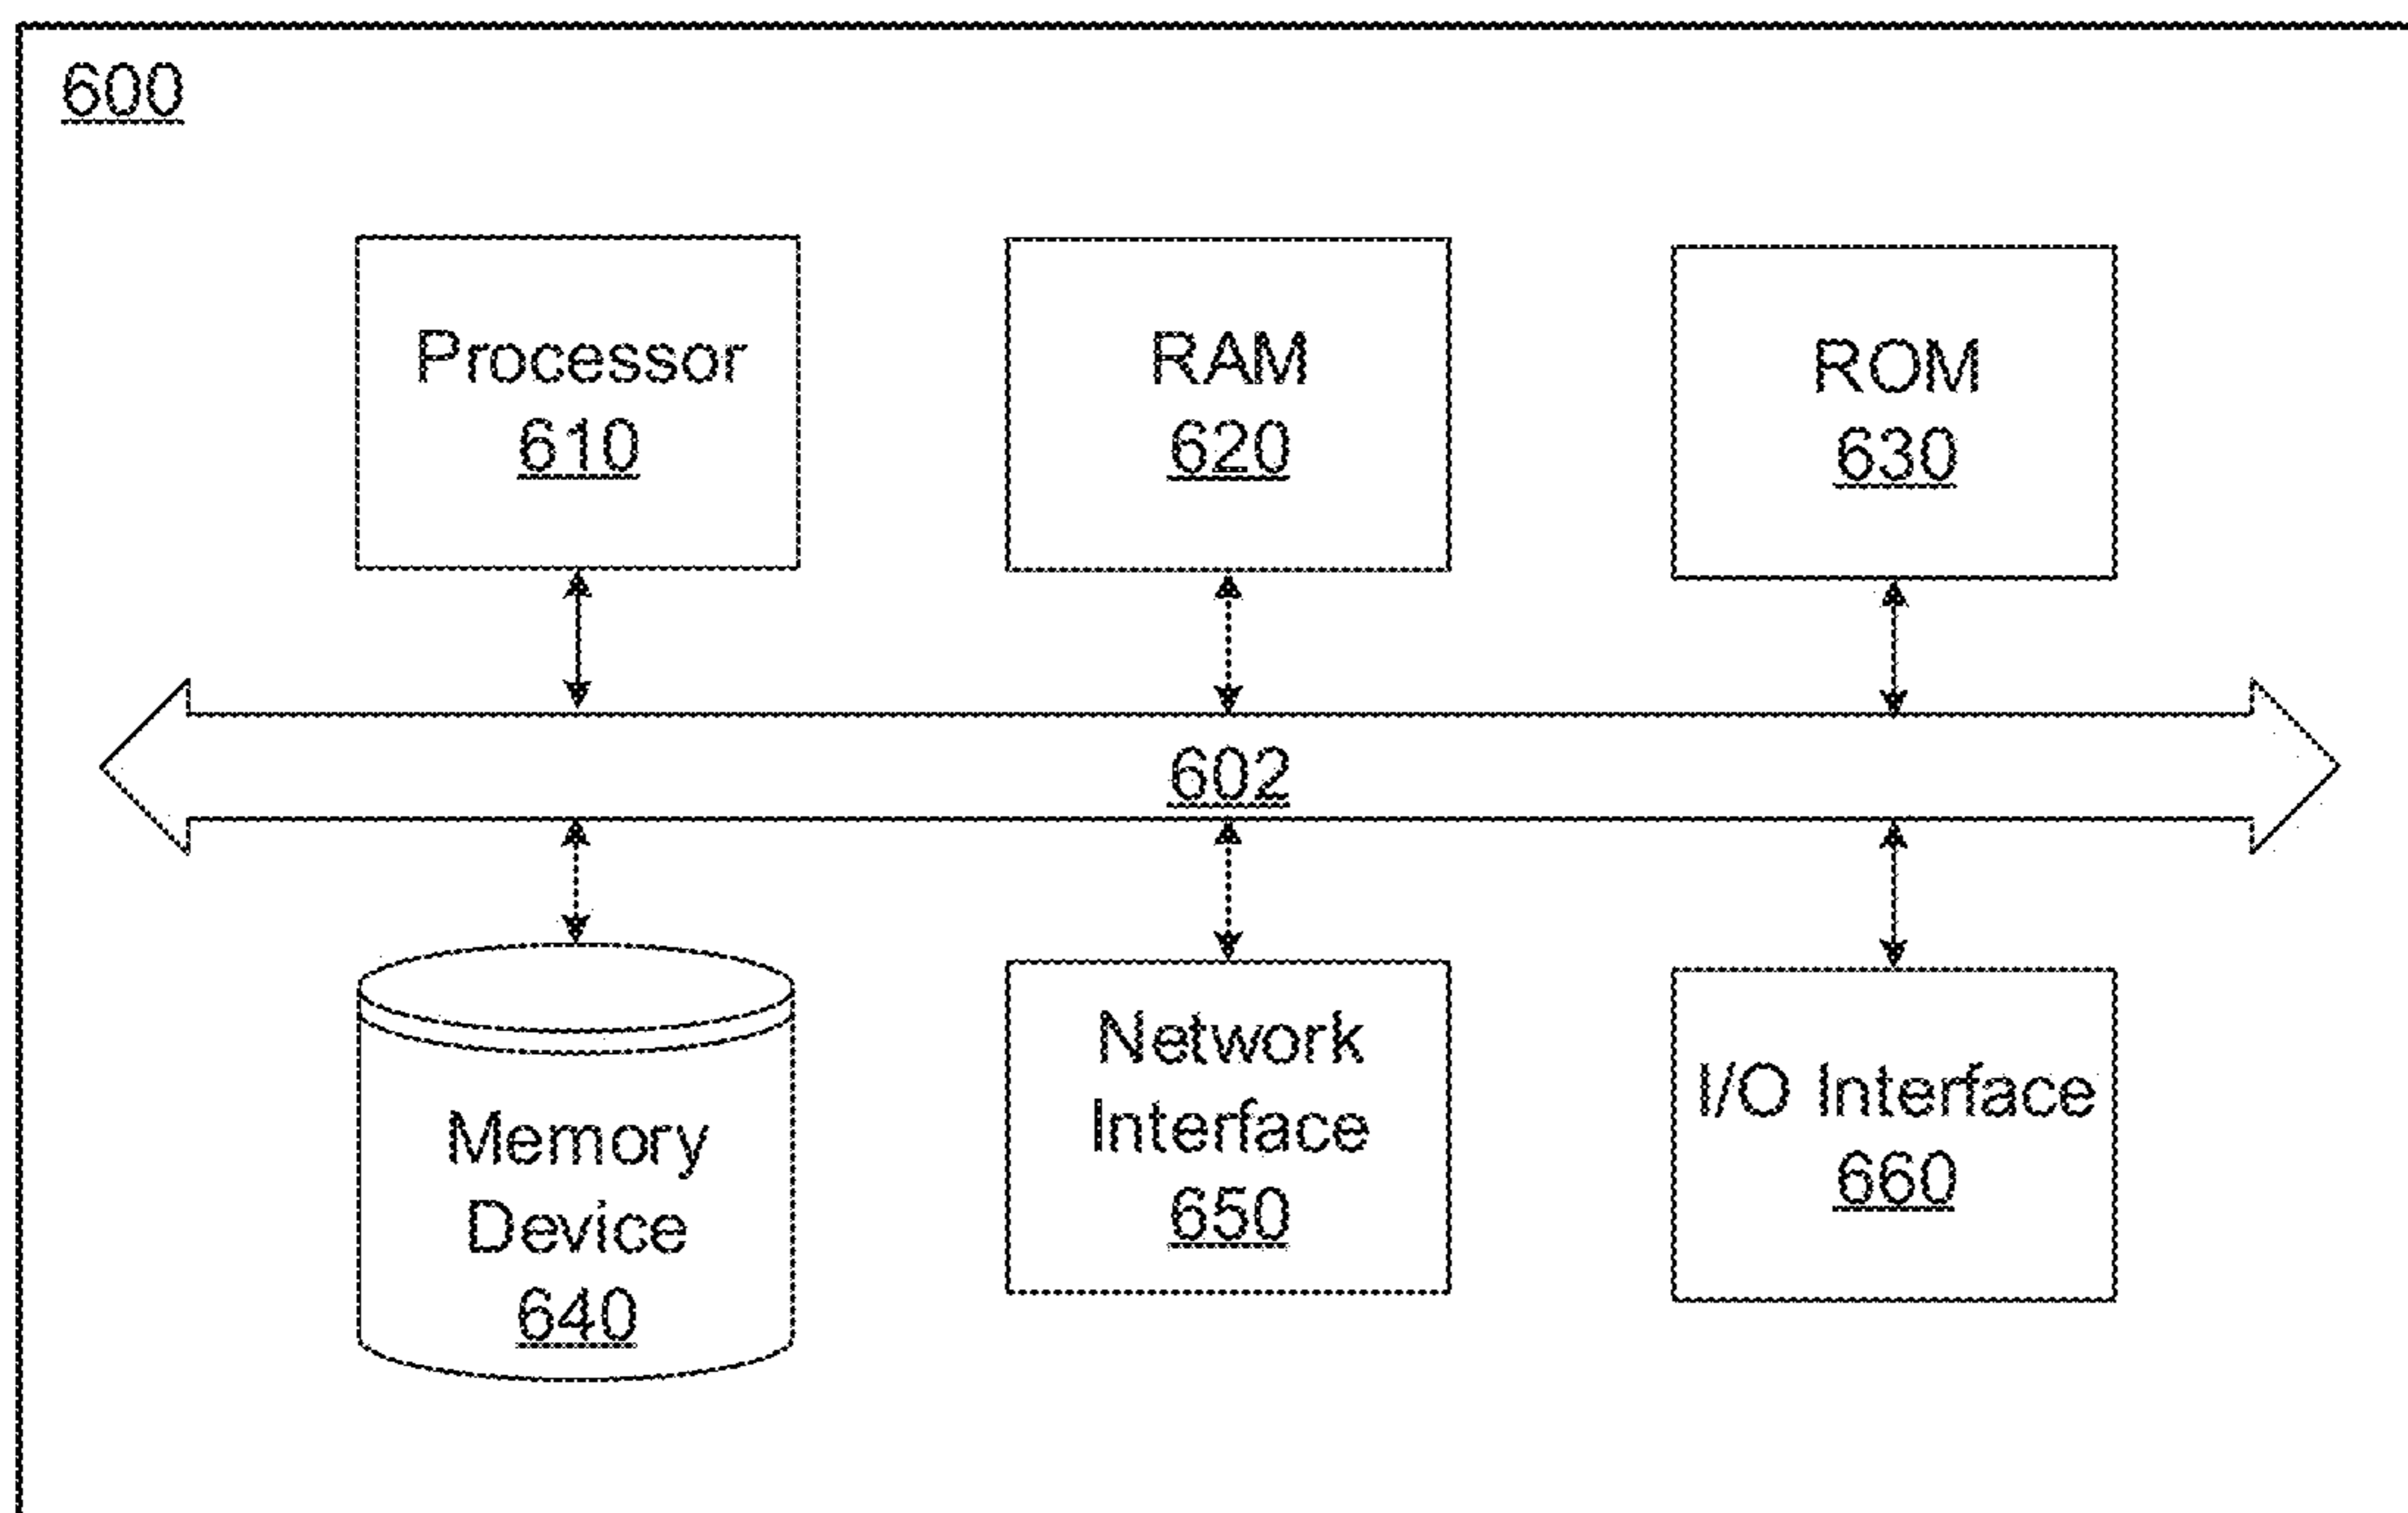 600
Processor
610
RAM
620
ROM
630
602
Memory
Device
640
Network
Interface
650
I/O Interface
660